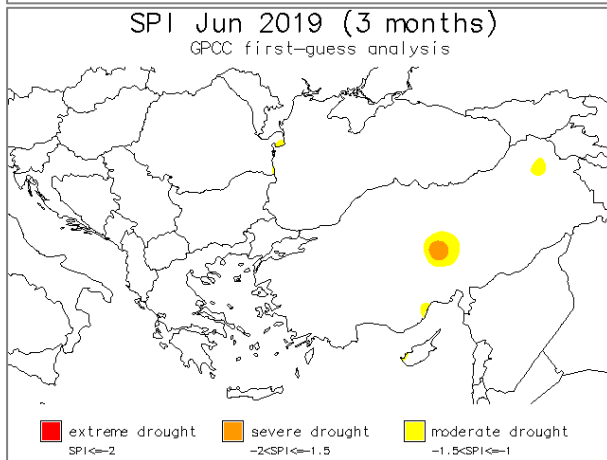 SPI Jun 2019 (3 months)
GPCC first-guess analysis
extreme drought severe drought moderate drought
SPI<=-2 -2<SPI<=-1.5 -1.5<SPI<=-1